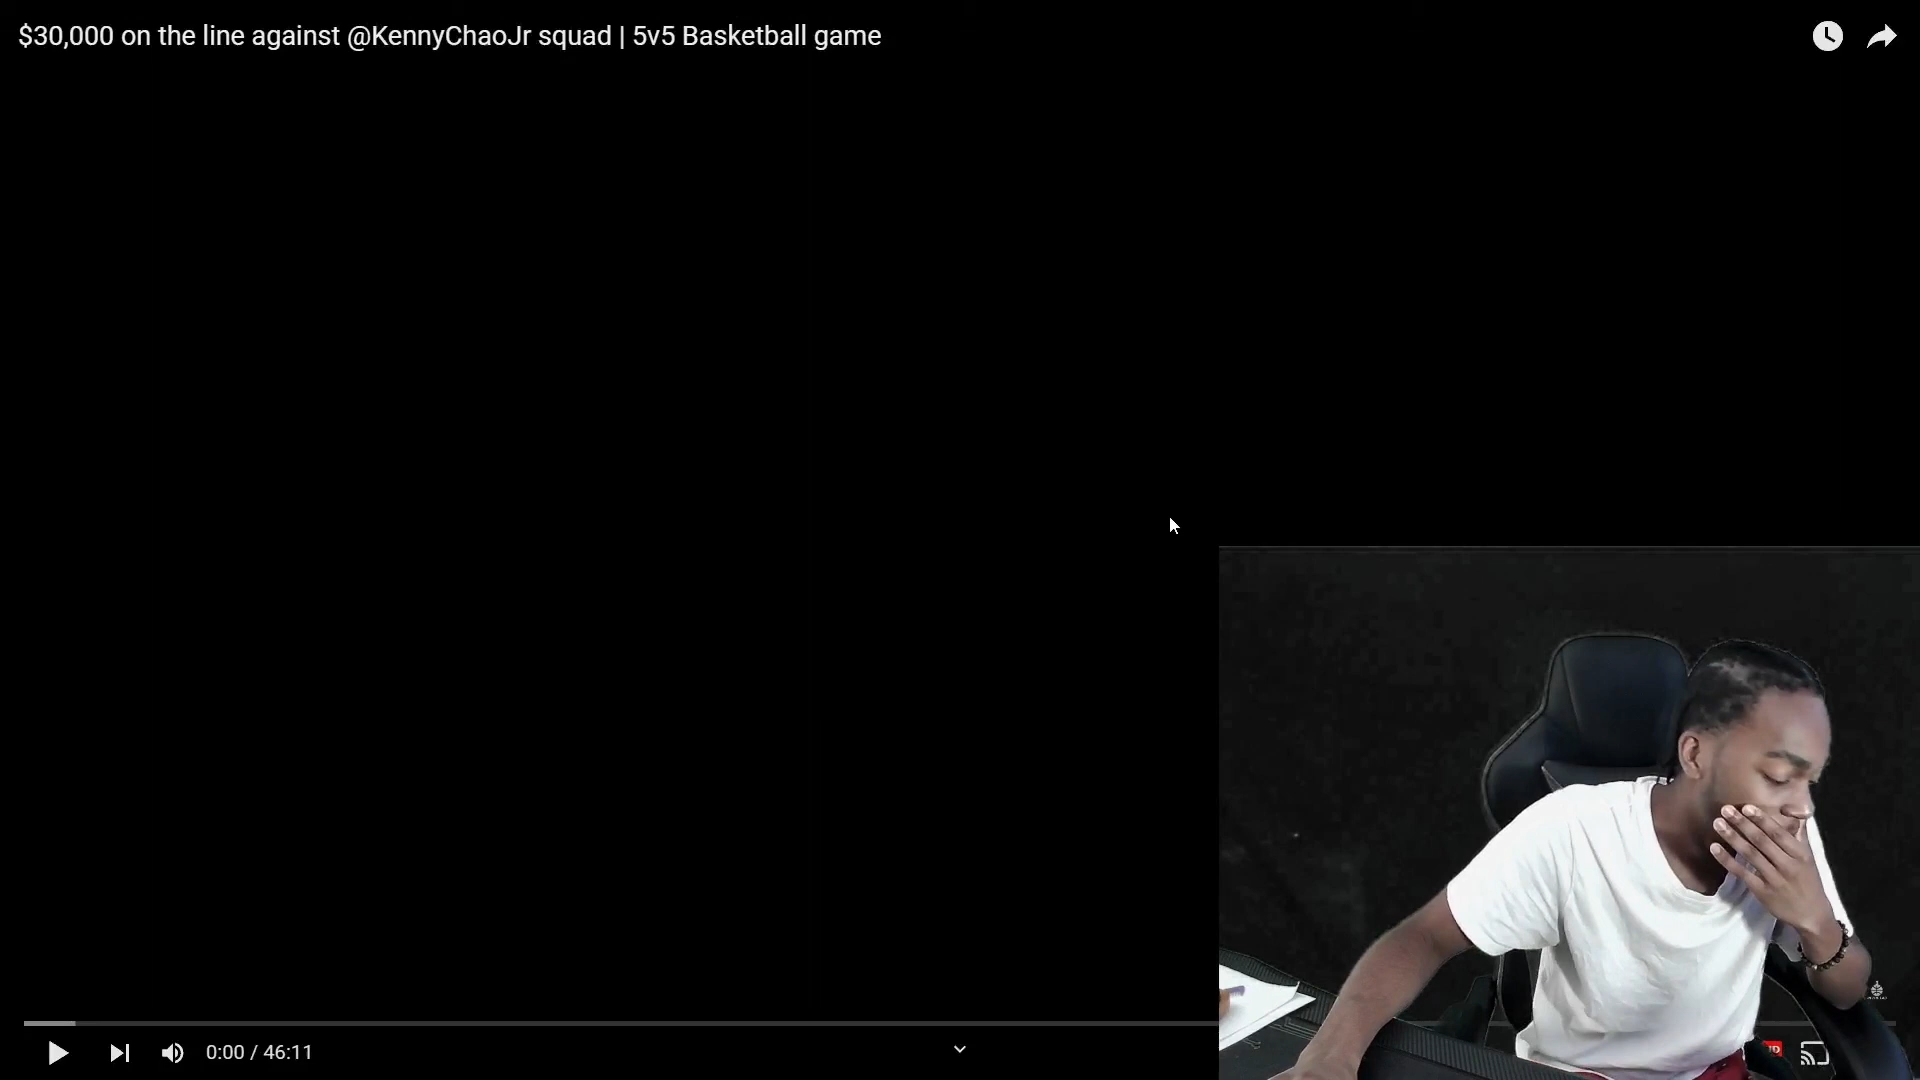 $30,000 on the line against @KennyChaoJr squad | 5v5 Basketball game
0:00 / 46:11